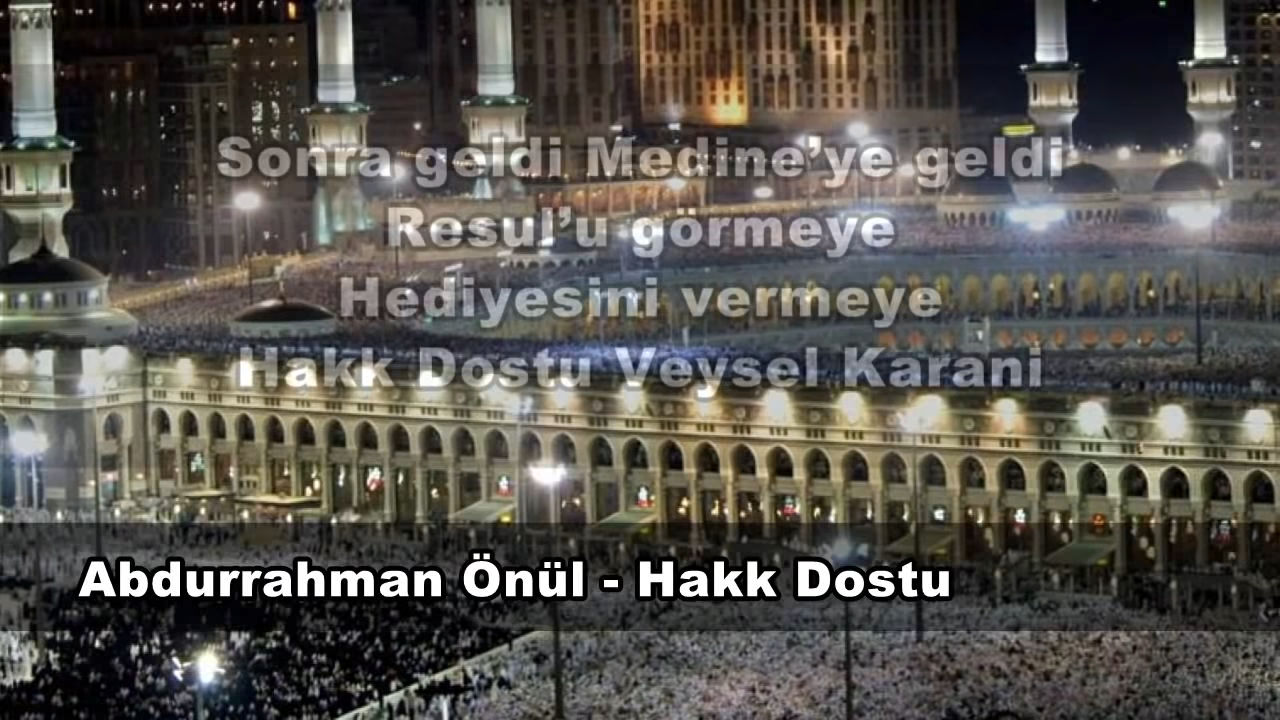 Sonra geldi Medine’ye geldi
Resul’u görmeye
Hediyesini vermeye
Hakk Dostu Veysel Karani
Abdurrahman Önül - Hakk Dostu